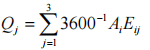 Q_j = \sum_{j=1}^{3} 3600^{-1} A_i E_{ij}